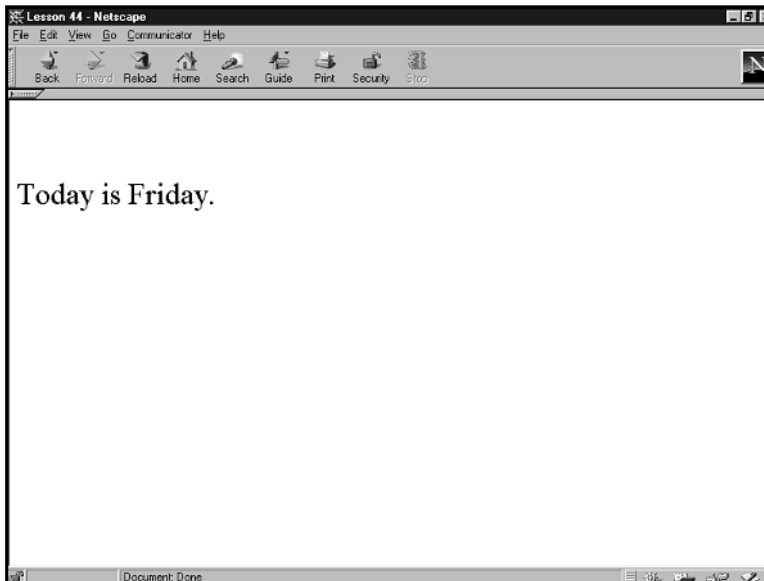 Lesson 44 - Netscape
File Edit View Go Communicator Help
Back Forward Reload Home Search Guide Print Security Stop
N
Today is Friday.
Document: Done